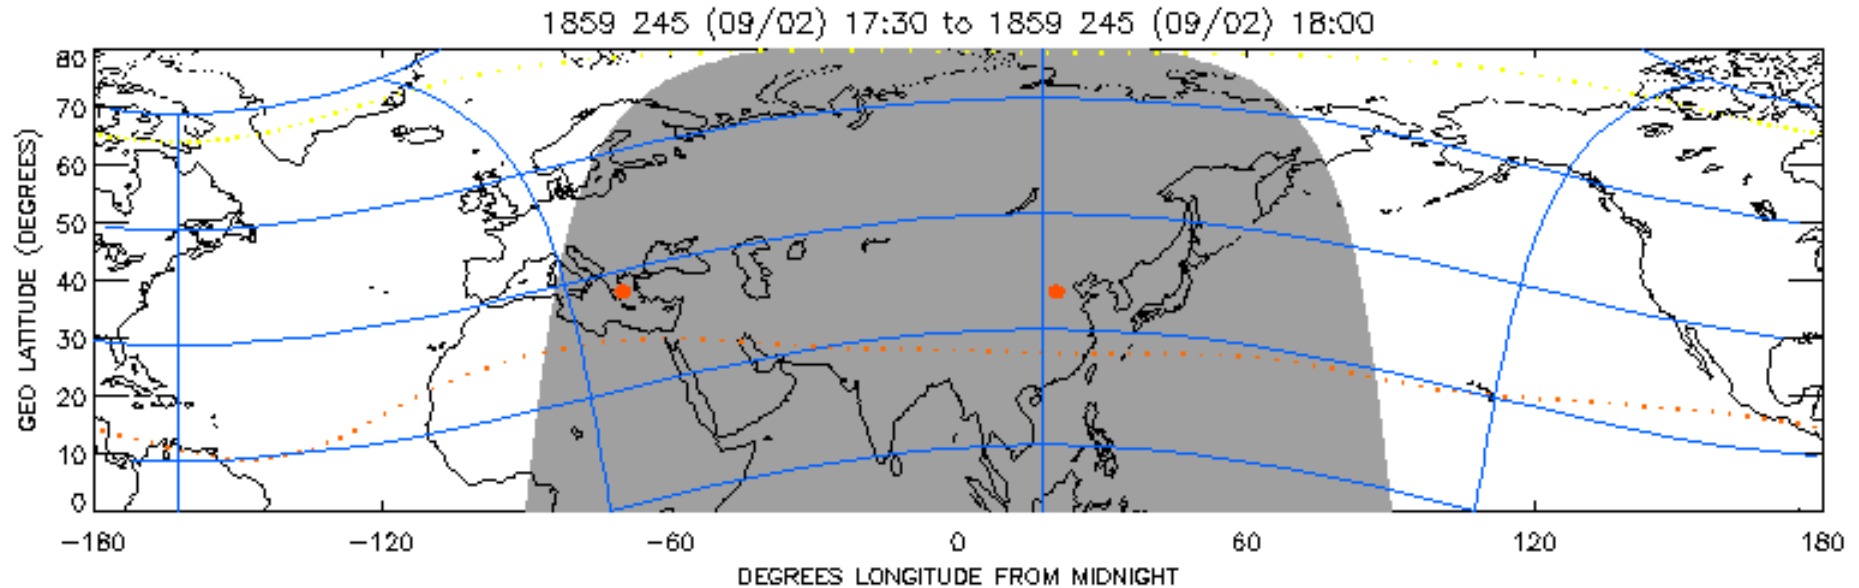 1859 245 (09/02) 17:30 to 1859 245 (09/02) 18:00
GEO LATITUDE (DEGREES)
80
70
60
50
40
30
20
10
0
-180 -120 -60 0 60 120 180
DEGREES LONGITUDE FROM MIDNIGHT